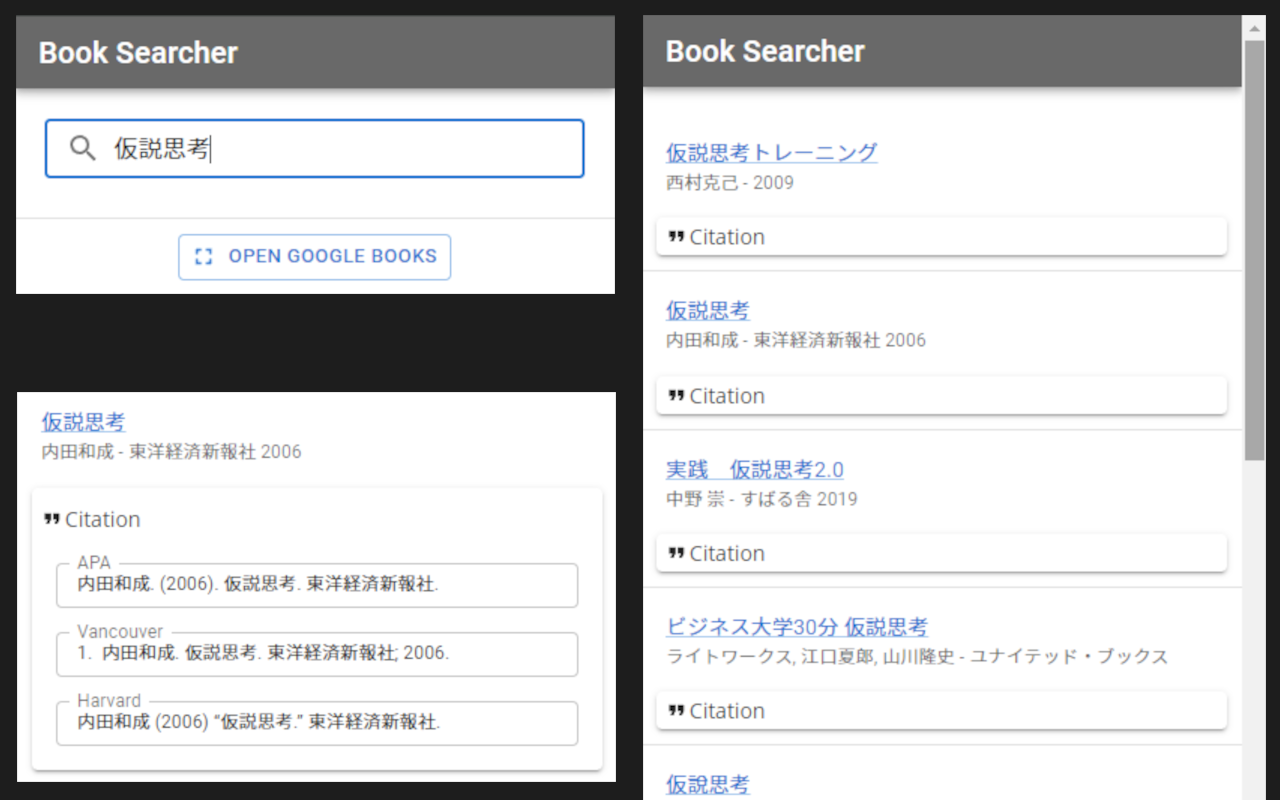 Book Searcher
仮説思考
OPEN GOOGLE BOOKS
仮説思考
内田和成 - 東洋経済新報社 2006
Citation
APA
内田和成. (2006). 仮説思考. 東洋経済新報社.
Vancouver
1. 内田和成. 仮説思考. 東洋経済新報社; 2006.
Harvard
内田和成 (2006) “仮説思考.” 東洋経済新報社.
Book Searcher
仮説思考トレーニング
西村克己 - 2009
Citation
仮説思考
内田和成 - 東洋経済新報社 2006
Citation
実践　仮説思考2.0
中野 崇 - すばる舎 2019
Citation
ビジネス大学30分 仮説思考
ライトワークス, 江口夏郎, 山川隆史 - ユナイテッド・ブックス
Citation
仮説思考